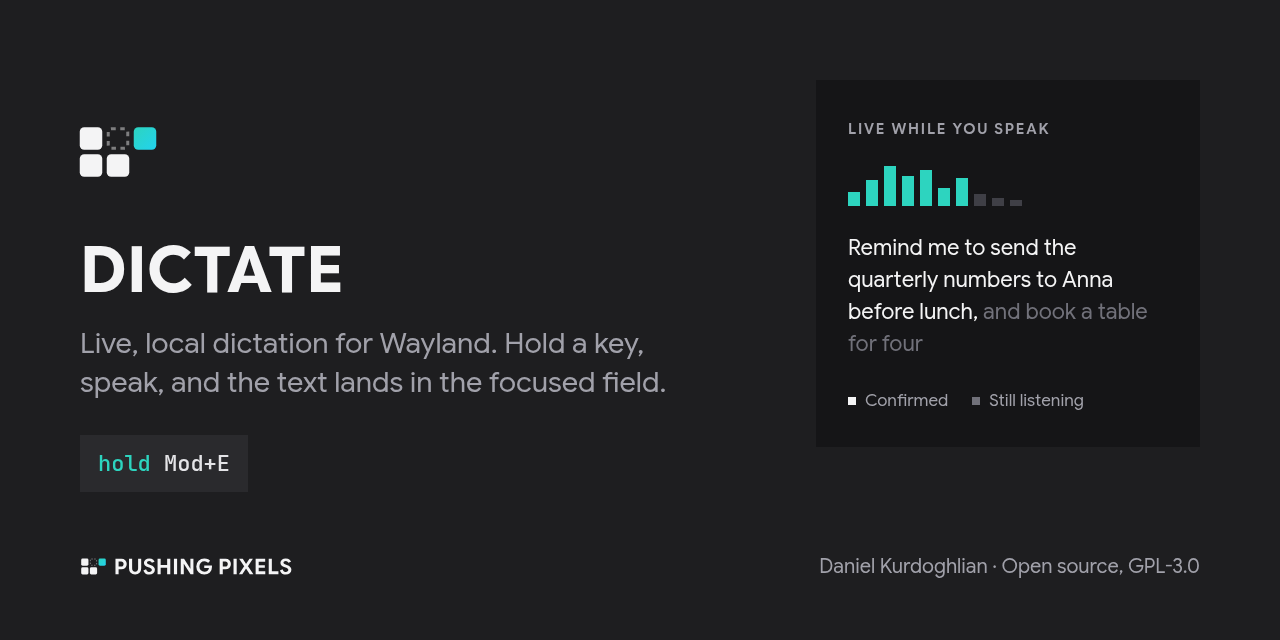 DICTATE
Live, local dictation for Wayland. Hold a key,
speak, and the text lands in the focused field.
hold Mod+E
LIVE WHILE YOU SPEAK
Remind me to send the
quarterly numbers to Anna
before lunch, and book a table
for four
Confirmed Still listening
PUSHING PIXELS
Daniel Kurdoghlian · Open source, GPL-3.0